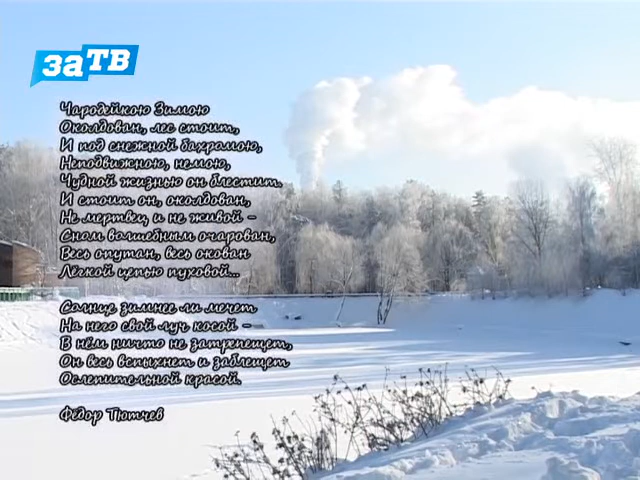 заТВ
Чародейкою Зимою
Околдован, лес стоит,
И под снежной бахромою,
Неподвижною, немою,
Чудной жизнью он блестит.
И стоит он, околдован,
Не мертвец и не живой -
Сном волшебным очарован,
Весь опутан, весь окован
Лёгкой цепью пуховой...
Солнце зимнее ли мечет
На него свой луч косой -
В нём ничто не затрепещет,
Он весь вспыхнет и заблещет
Ослепительной красой.
Фёдор Тютчев